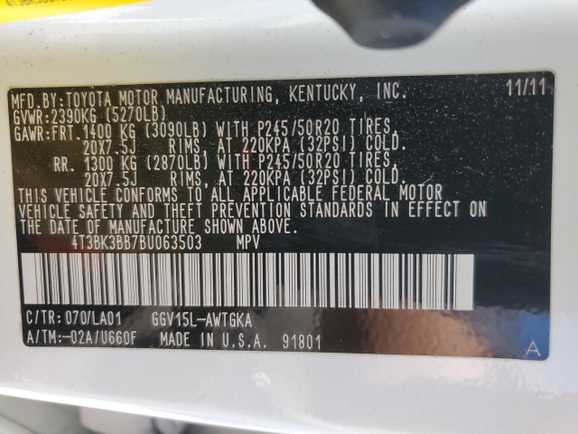 MFD.BY:TOYOTA MOTOR MANUFACTURING, KENTUCKY, INC. 11/11
GVWR:2390KG (5270LB)
GAWR:FRT.1400 KG (3090LB) WITH P245/50R20 TIRES,
20X7.5J RIMS, AT 220KPA (32PSI) COLD.
RR. 1300 KG (2870LB) WITH P245/50R20 TIRES,
20X7.5J RIMS, AT 220KPA (32PSI) COLD.
THIS VEHICLE CONFORMS TO ALL APPLICABLE FEDERAL MOTOR
VEHICLE SAFETY AND THEFT PREVENTION STANDARDS IN EFFECT ON
THE DATE OF MANUFACTURE SHOWN ABOVE.
4T3BK3BB7BU063503 MPV
C/TR: 070/LA01 GGV15L-AWTGKA
A/TM:-02A/U660F MADE IN U.S.A. 91801 A